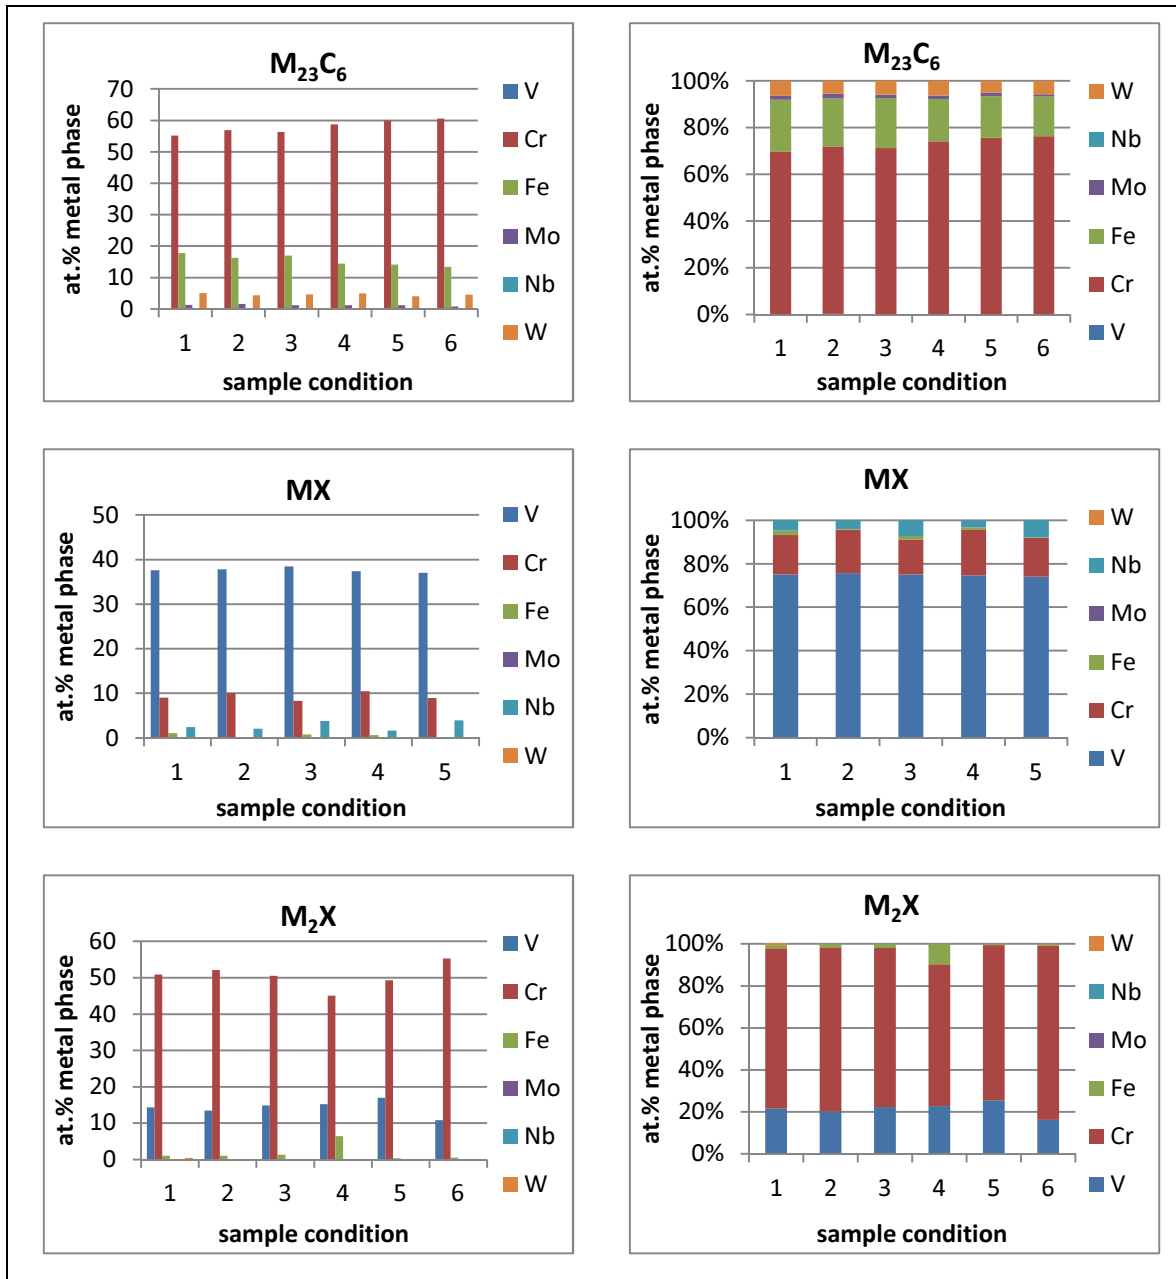 M₂₃C₆
at.% metal phase
70
60
50
40
30
20
10
0
1 2 3 4 5 6
sample condition
V
Cr
Fe
Mo
Nb
W
M₂₃C₆
at.% metal phase
100%
80%
60%
40%
20%
0%
1 2 3 4 5 6
sample condition
W
Nb
Mo
Fe
Cr
V
MX
at.% metal phase
50
40
30
20
10
0
1 2 3 4 5
sample condition
V
Cr
Fe
Mo
Nb
W
MX
at.% metal phase
100%
80%
60%
40%
20%
0%
1 2 3 4 5
sample condition
W
Nb
Mo
Fe
Cr
V
M₂X
at.% metal phase
60
50
40
30
20
10
0
1 2 3 4 5 6
sample condition
V
Cr
Fe
Mo
Nb
W
M₂X
at.% metal phase
100%
80%
60%
40%
20%
0%
1 2 3 4 5 6
sample condition
W
Nb
Mo
Fe
Cr
V